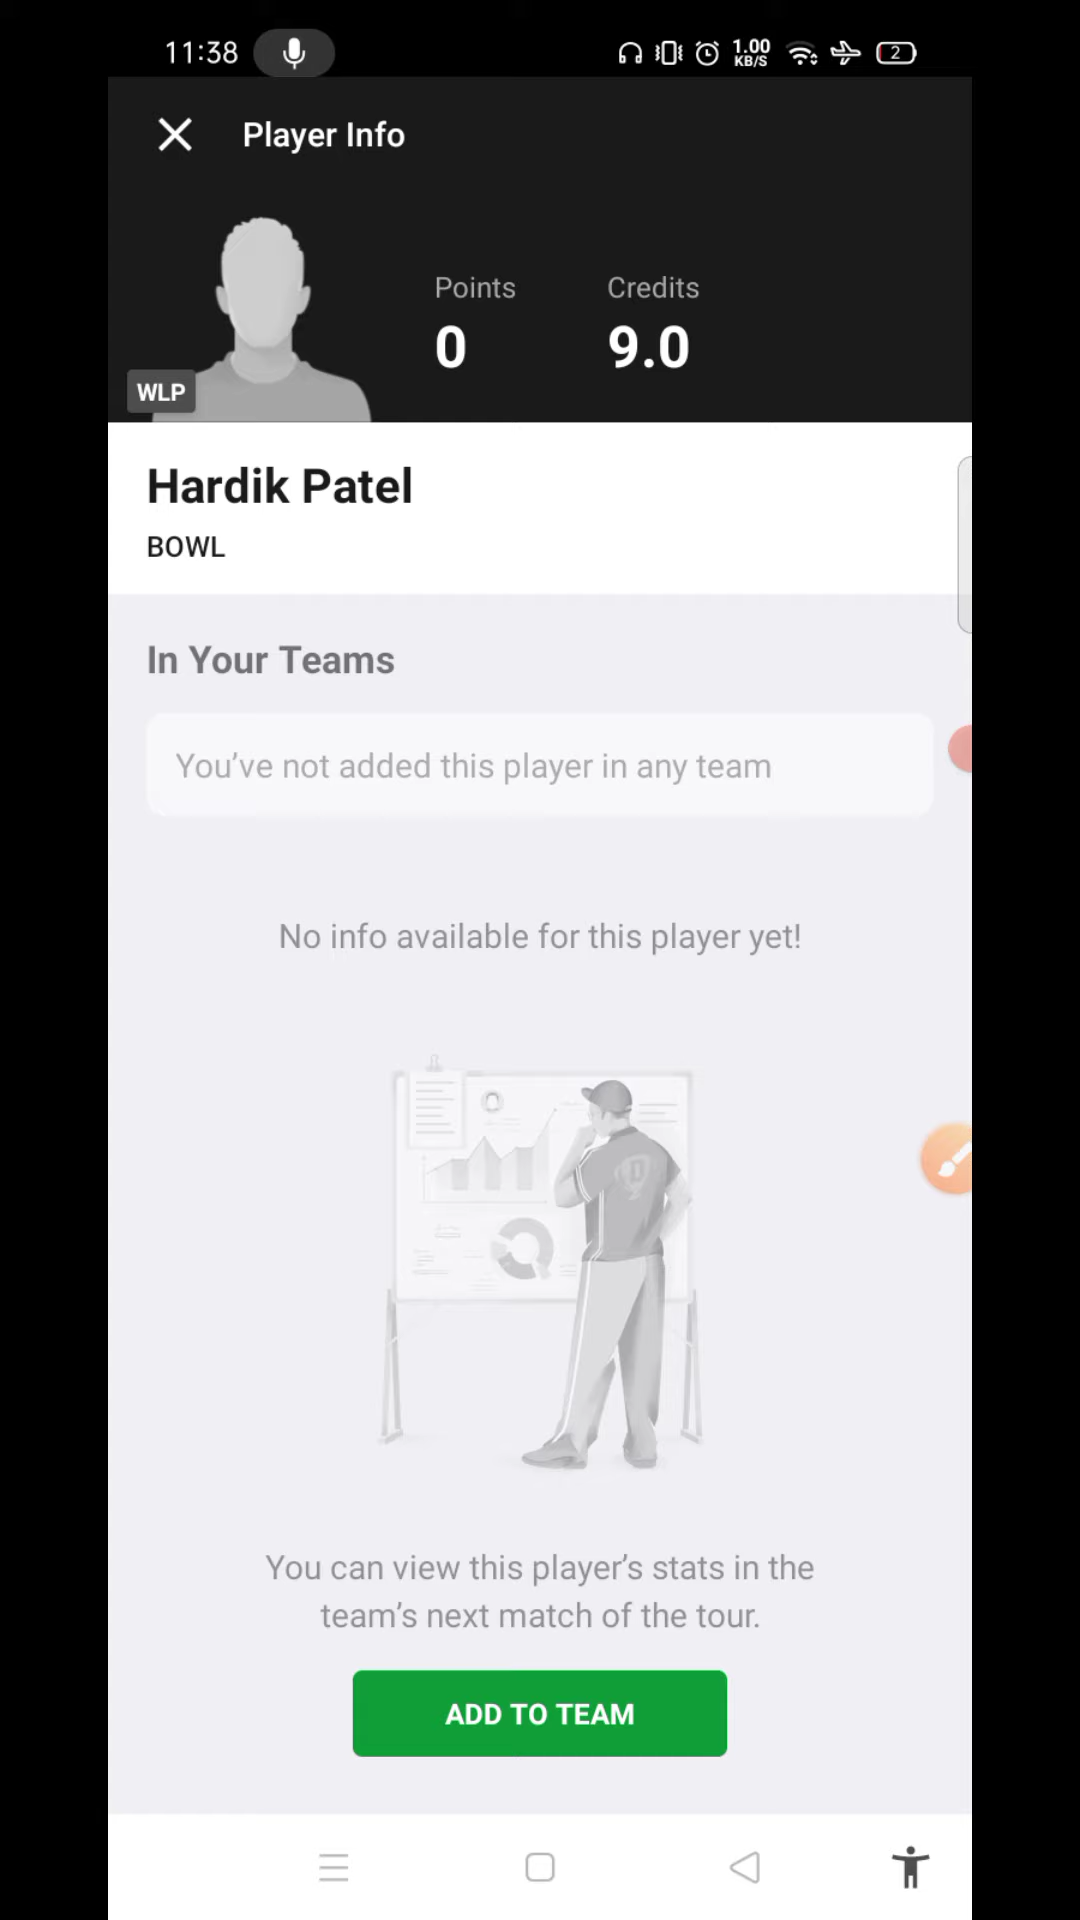 11:38
1.00
KB/S
2
Player Info
Points
Credits
0
9.0
WLP
Hardik Patel
BOWL
In Your Teams
You’ve not added this player in any team
No info available for this player yet!
D
You can view this player’s stats in the
team’s next match of the tour.
ADD TO TEAM